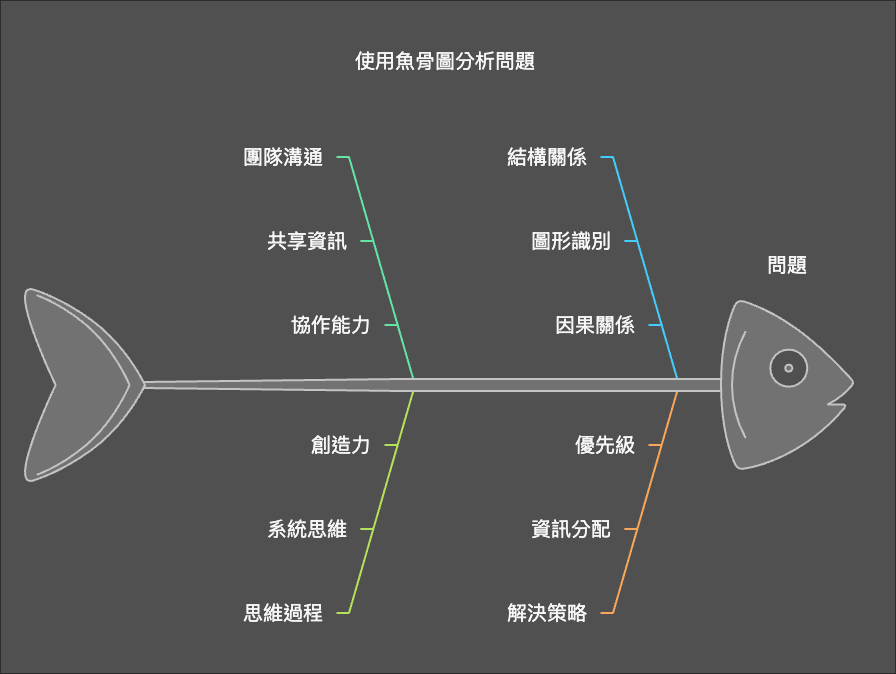 使用魚骨圖分析問題
團隊溝通
共享資訊
協作能力
結構關係
圖形識別
因果關係
問題
創造力
系統思維
思維過程
優先級
資訊分配
解決策略